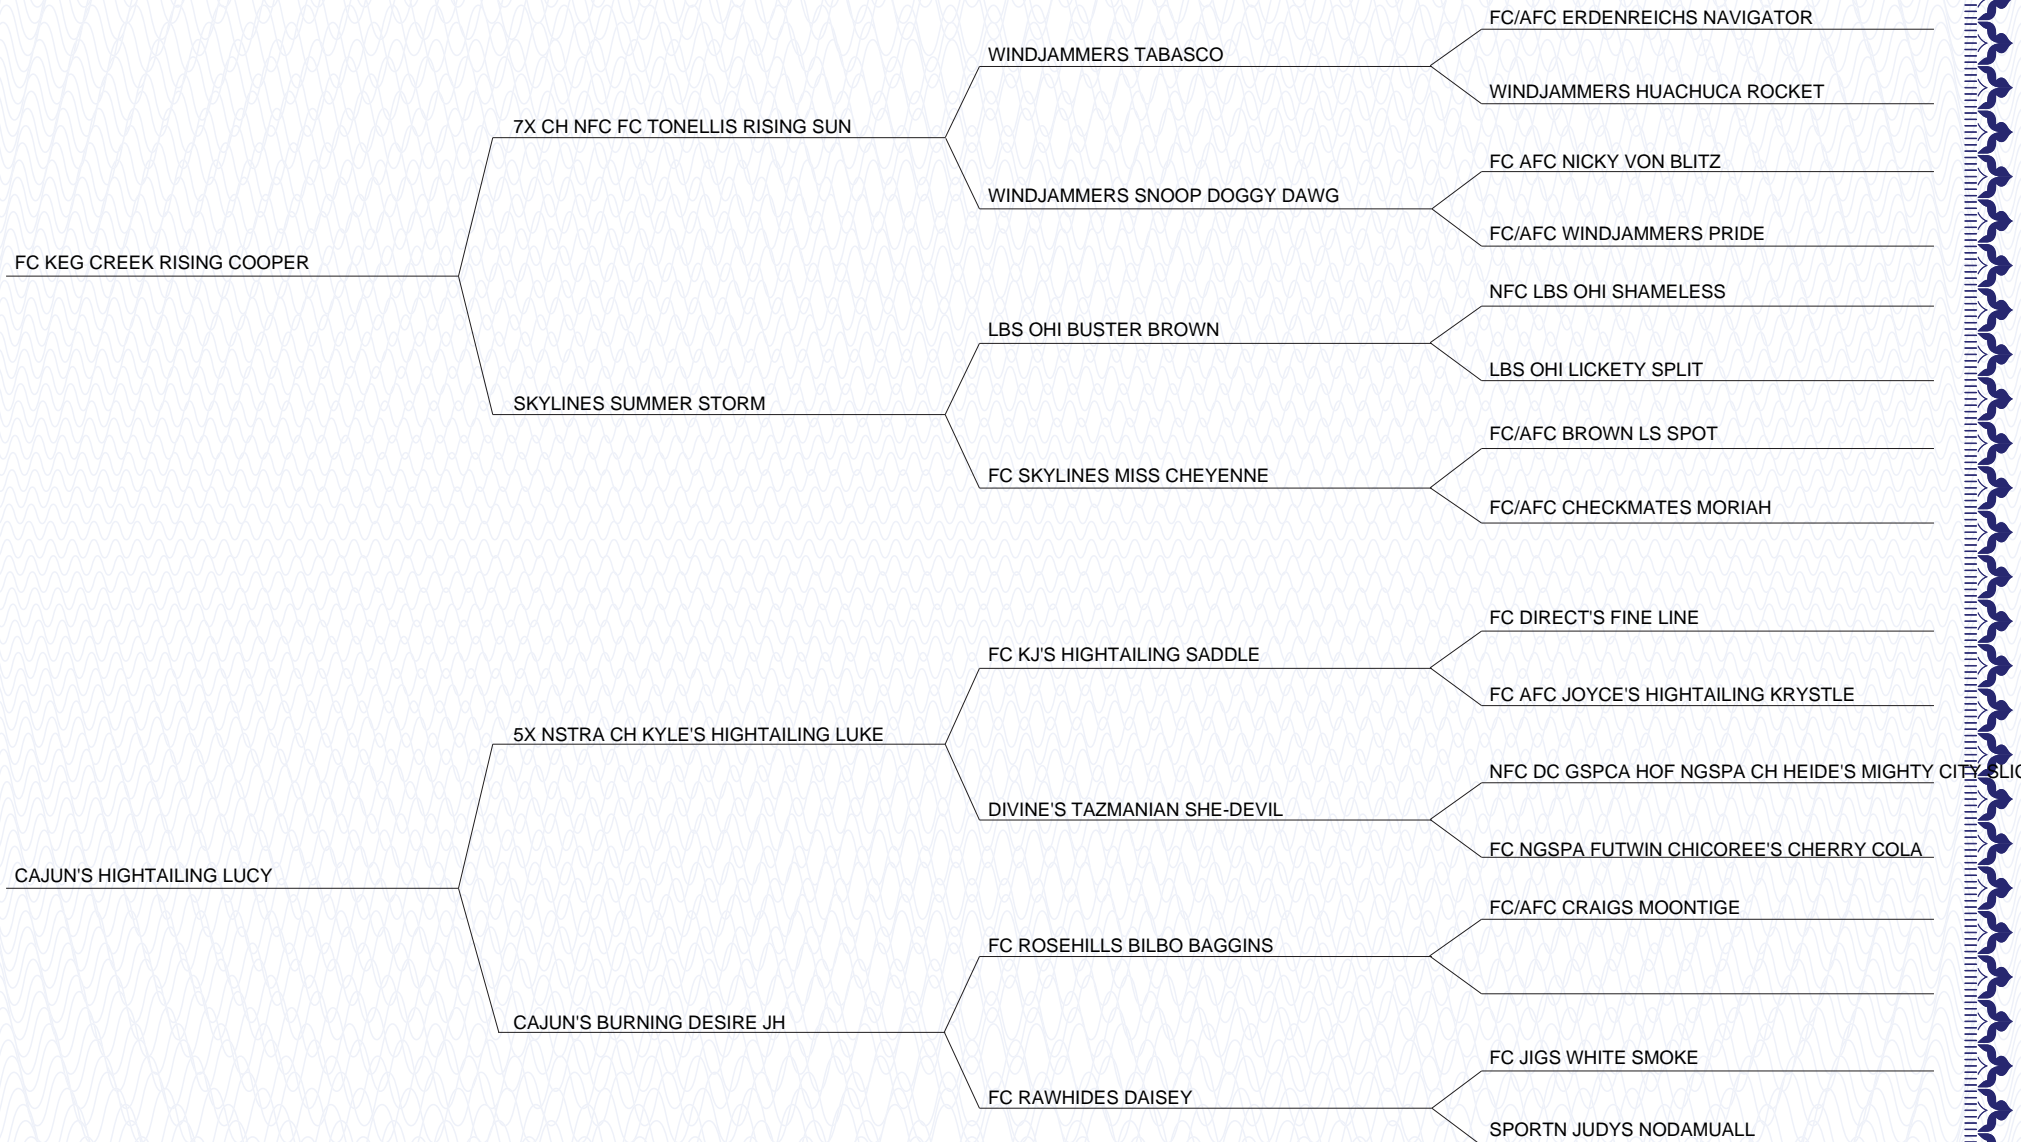 FC/AFC ERDENREICHS NAVIGATOR
WINDJAMMERS TABASCO
WINDJAMMERS HUACHUCA ROCKET
7X CH NFC FC TONELLIS RISING SUN
FC AFC NICKY VON BLITZ
WINDJAMMERS SNOOP DOGGY DAWG
FC/AFC WINDJAMMERS PRIDE
FC KEG CREEK RISING COOPER
NFC LBS OHI SHAMELESS
LBS OHI BUSTER BROWN
LBS OHI LICKETY SPLIT
SKYLINES SUMMER STORM
FC/AFC BROWN LS SPOT
FC SKYLINES MISS CHEYENNE
FC/AFC CHECKMATES MORIAH
FC DIRECT'S FINE LINE
FC KJ'S HIGHTAILING SADDLE
FC AFC JOYCE'S HIGHTAILING KRYSTLE
5X NSTRA CH KYLE'S HIGHTAILING LUKE
NFC DC GSPCA HOF NGSPA CH HEIDE'S MIGHTY CITY
DIVINE'S TAZMANIAN SHE-DEVIL
FC NGSPA FUTWIN CHICOREE'S CHERRY COLA
CAJUN'S HIGHTAILING LUCY
FC/AFC CRAIGS MOONTIGE
FC ROSEHILLS BILBO BAGGINS
CAJUN'S BURNING DESIRE JH
FC JIGS WHITE SMOKE
FC RAWHIDES DAISEY
SPORTN JUDYS NODAMUALL